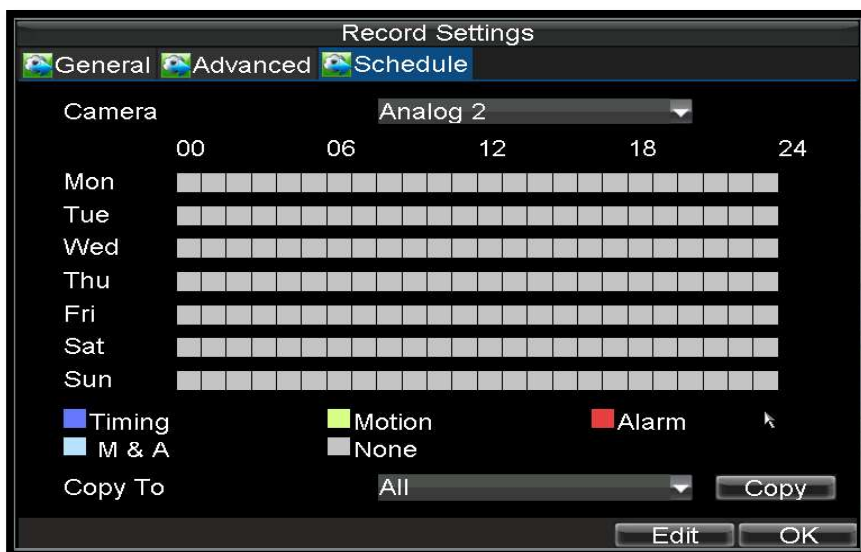 Record Settings
General Advanced Schedule
Camera Analog 2
00 06 12 18 24
Mon
Tue
Wed
Thu
Fri
Sat
Sun
Timing Motion Alarm
M & A None
Copy To All Copy
Edit OK